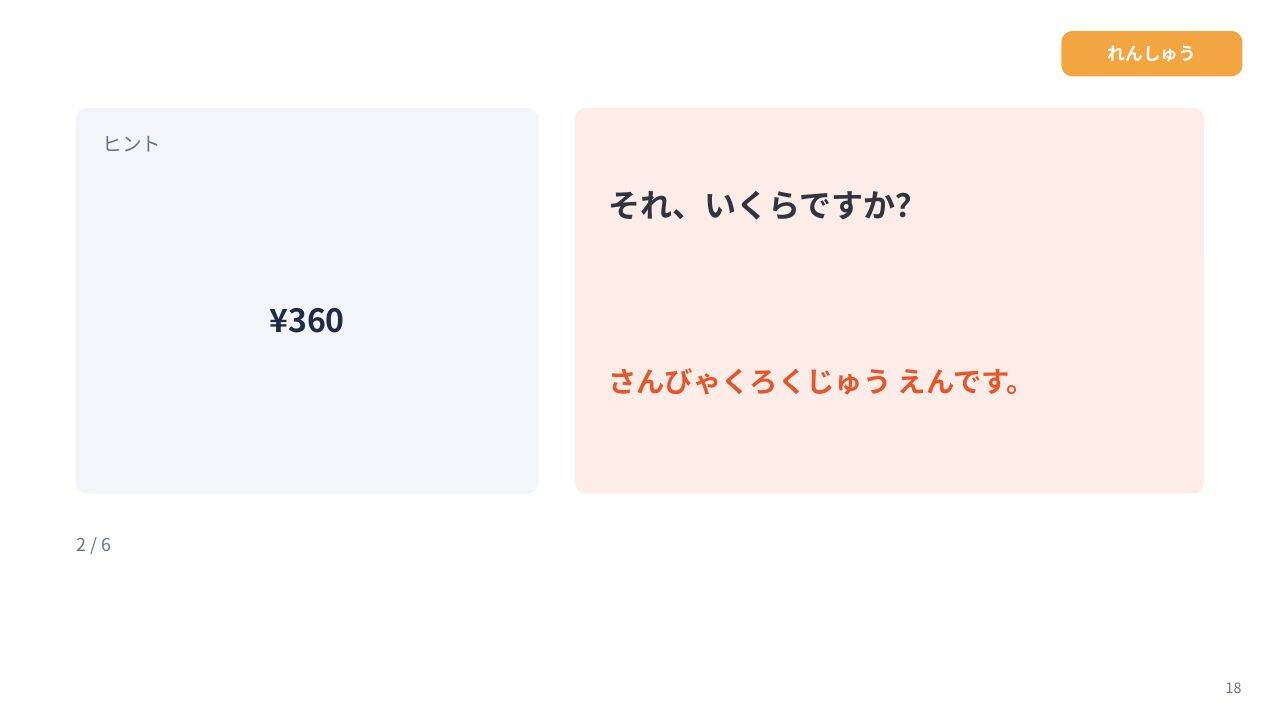 れんしゅう
ヒント
¥360
それ、いくらですか?
さんびゃくろくじゅう えんです。
2 / 6
18